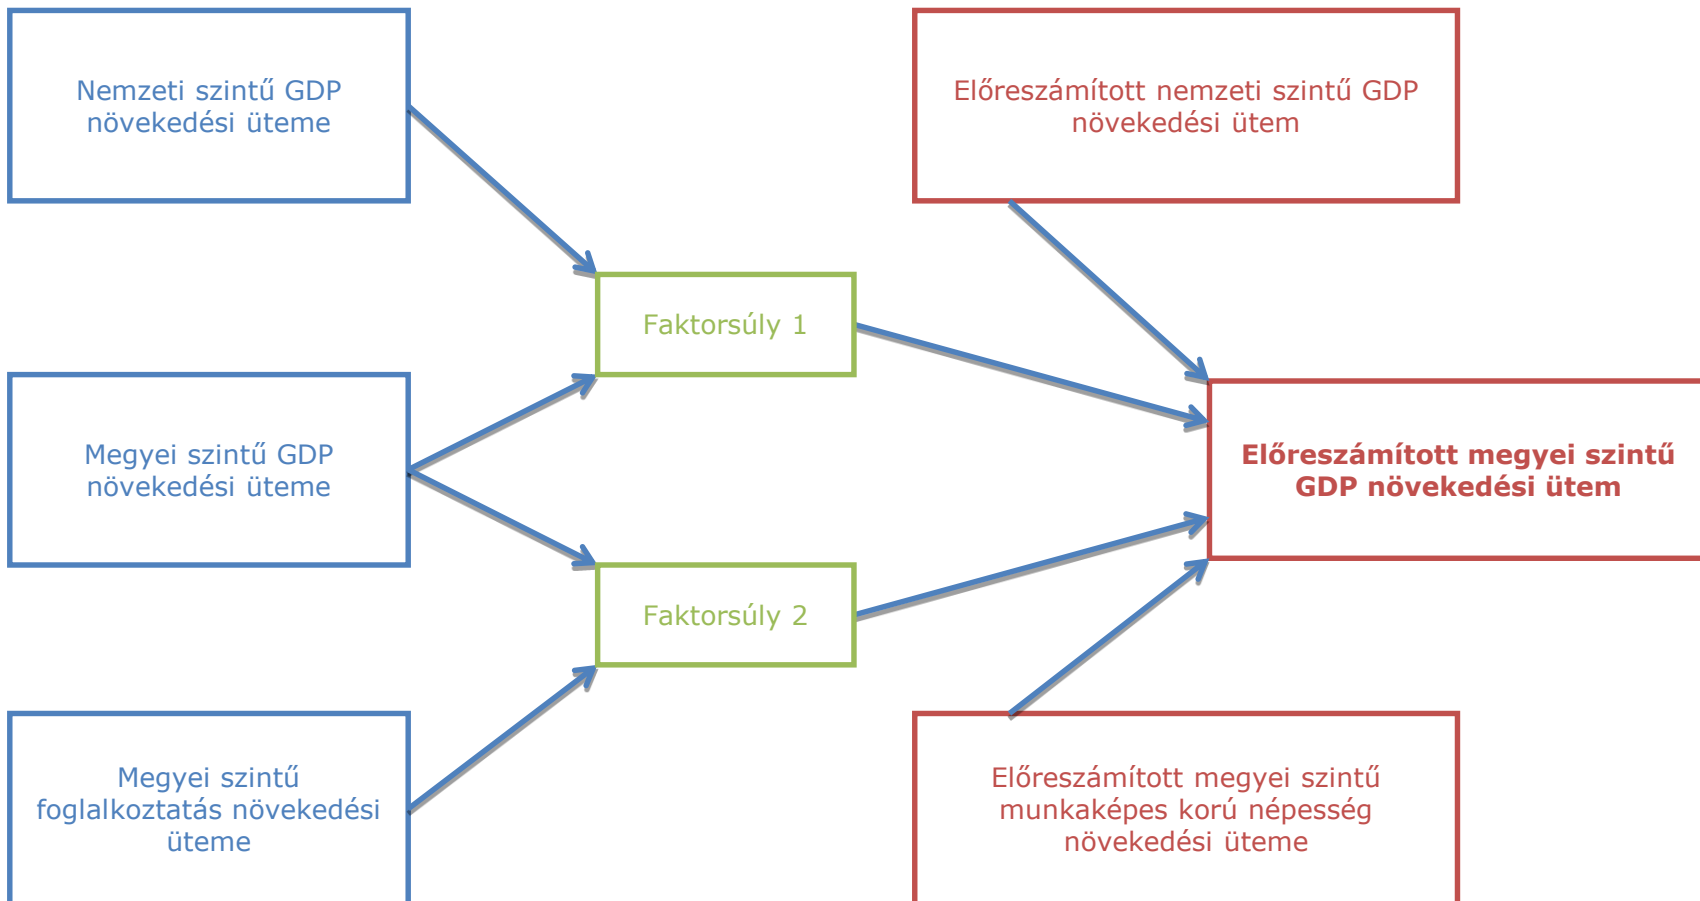 Nemzeti szintű GDP
növekedési üteme
Előreszámított nemzeti szintű GDP
növekedési ütem
Faktorsúly 1
Megyei szintű GDP
növekedési üteme
Előreszámított megyei szintű
GDP növekedési ütem
Faktorsúly 2
Megyei szintű
foglalkoztatás növekedési
üteme
Előreszámított megyei szintű
munkaképes korú népesség
növekedési üteme